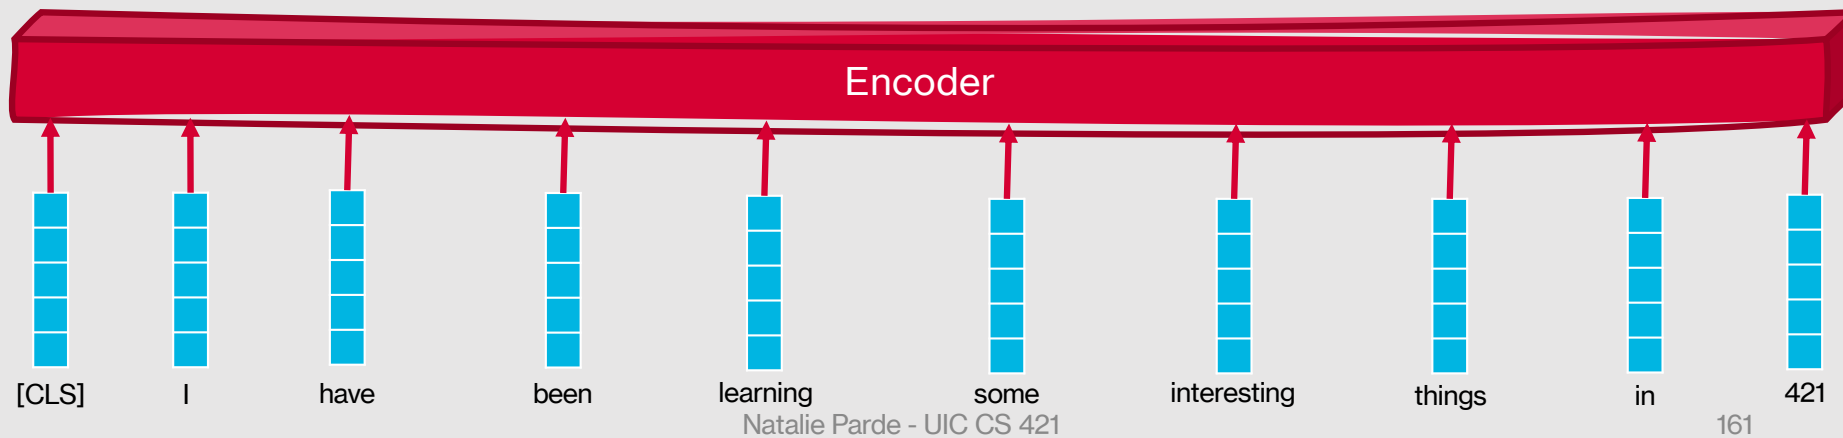 Encoder
[CLS] I have been learning some interesting things in 421
Natalie Parde - UIC CS 421 161